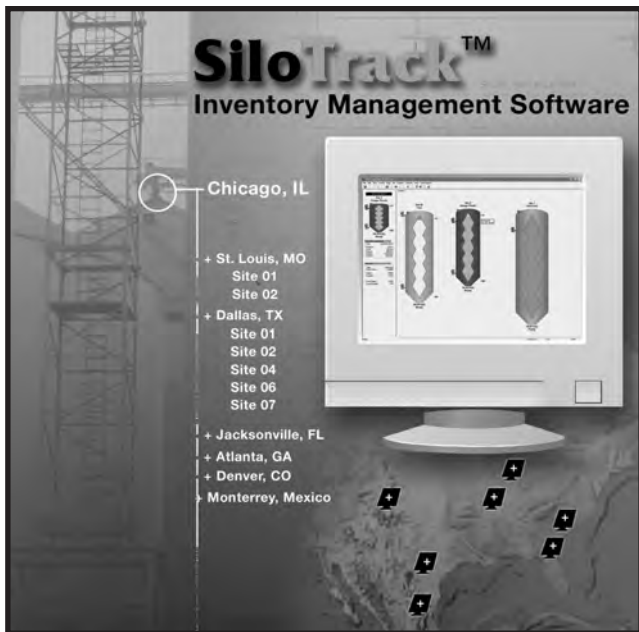 SiloTrack™
Inventory Management Software
Chicago, IL
+ St. Louis, MO
Site 01
Site 02
+ Dallas, TX
Site 01
Site 02
Site 04
Site 06
Site 07
+ Jacksonville, FL
+ Atlanta, GA
+ Denver, CO
+ Monterrey, Mexico